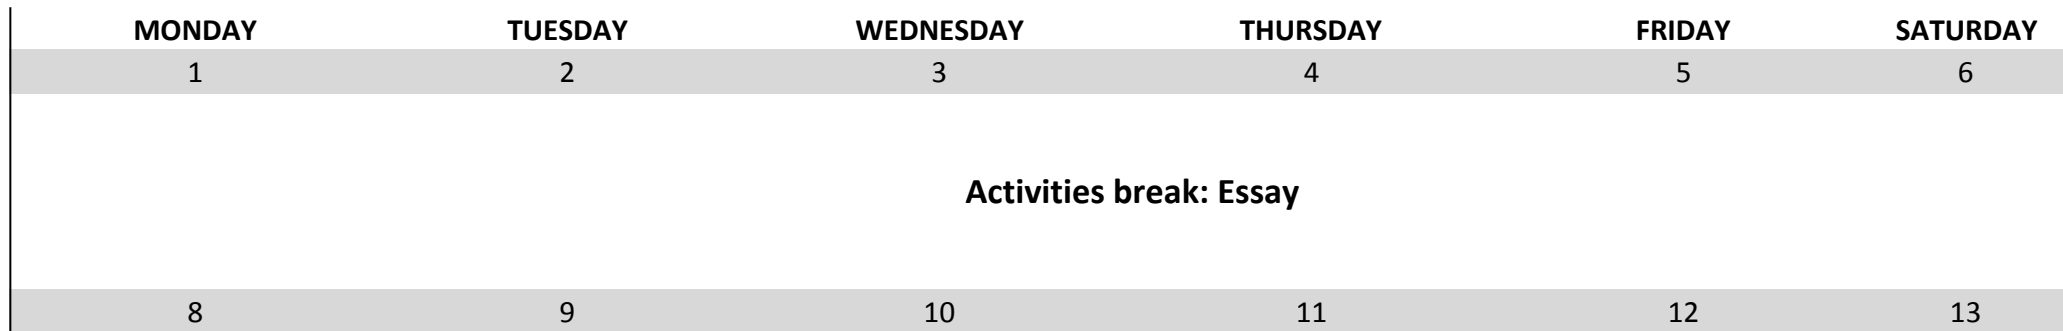 MONDAY TUESDAY WEDNESDAY THURSDAY FRIDAY SATURDAY
1 2 3 4 5 6
Activities break: Essay
8 9 10 11 12 13